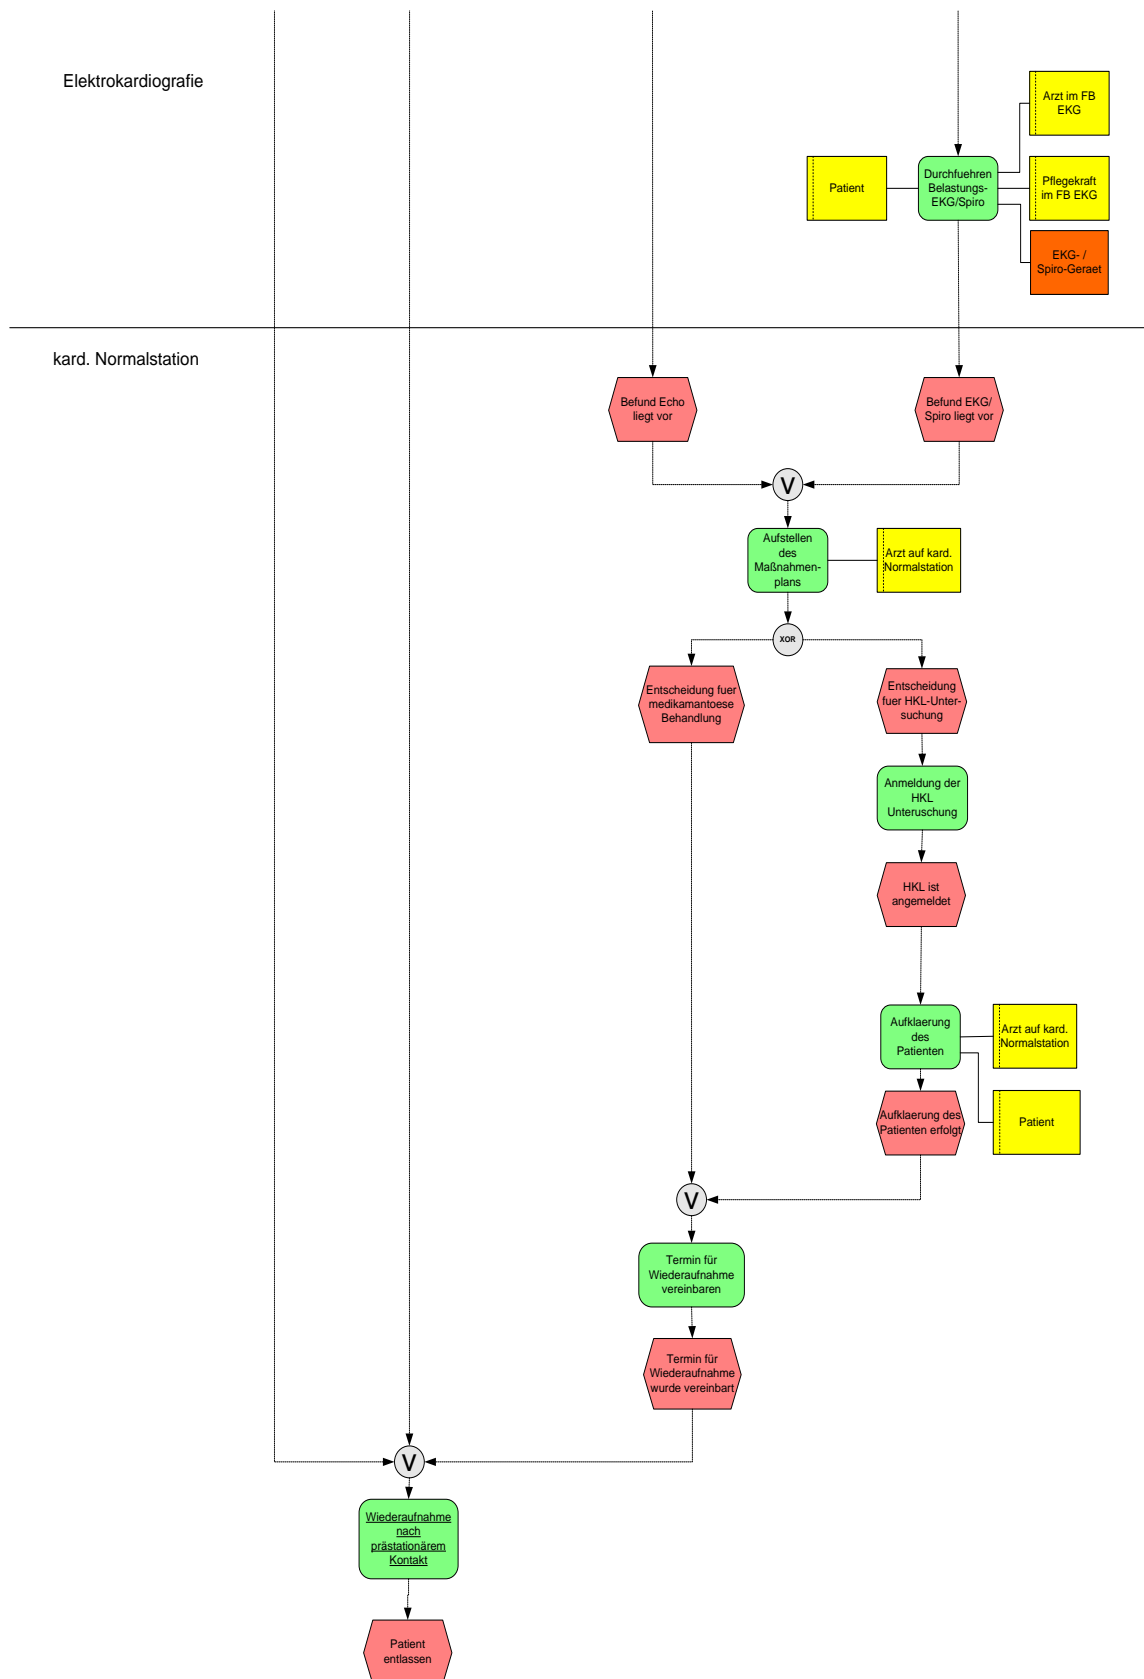 Elektrokardiografie
Arzt im FB
EKG
Patient
Durchfuehren
Belastungs-
EKG/Spiro
Pflegekraft
im FB EKG
EKG- /
Spiro-Geraet
kard. Normalstation
Befund Echo
liegt vor
Befund EKG/
Spiro liegt vor
V
Aufstellen
des
Maßnahmen-
plans
Arzt auf kard.
Normalstation
XOR
Entscheidung fuer
medikamantoese
Behandlung
Entscheidung
fuer HKL-Unter-
suchung
Anmeldung der
HKL
Unteruschung
HKL ist
angemeldet
Aufklaerung
des
Patienten
Arzt auf kard.
Normalstation
Aufklaerung des
Patienten erfolgt
Patient
V
Termin für
Wiederaufnahme
vereinbaren
Termin für
Wiederaufnahme
wurde vereinbart
V
Wiederaufnahme
nach
prästationärem
Kontakt
Patient
entlassen